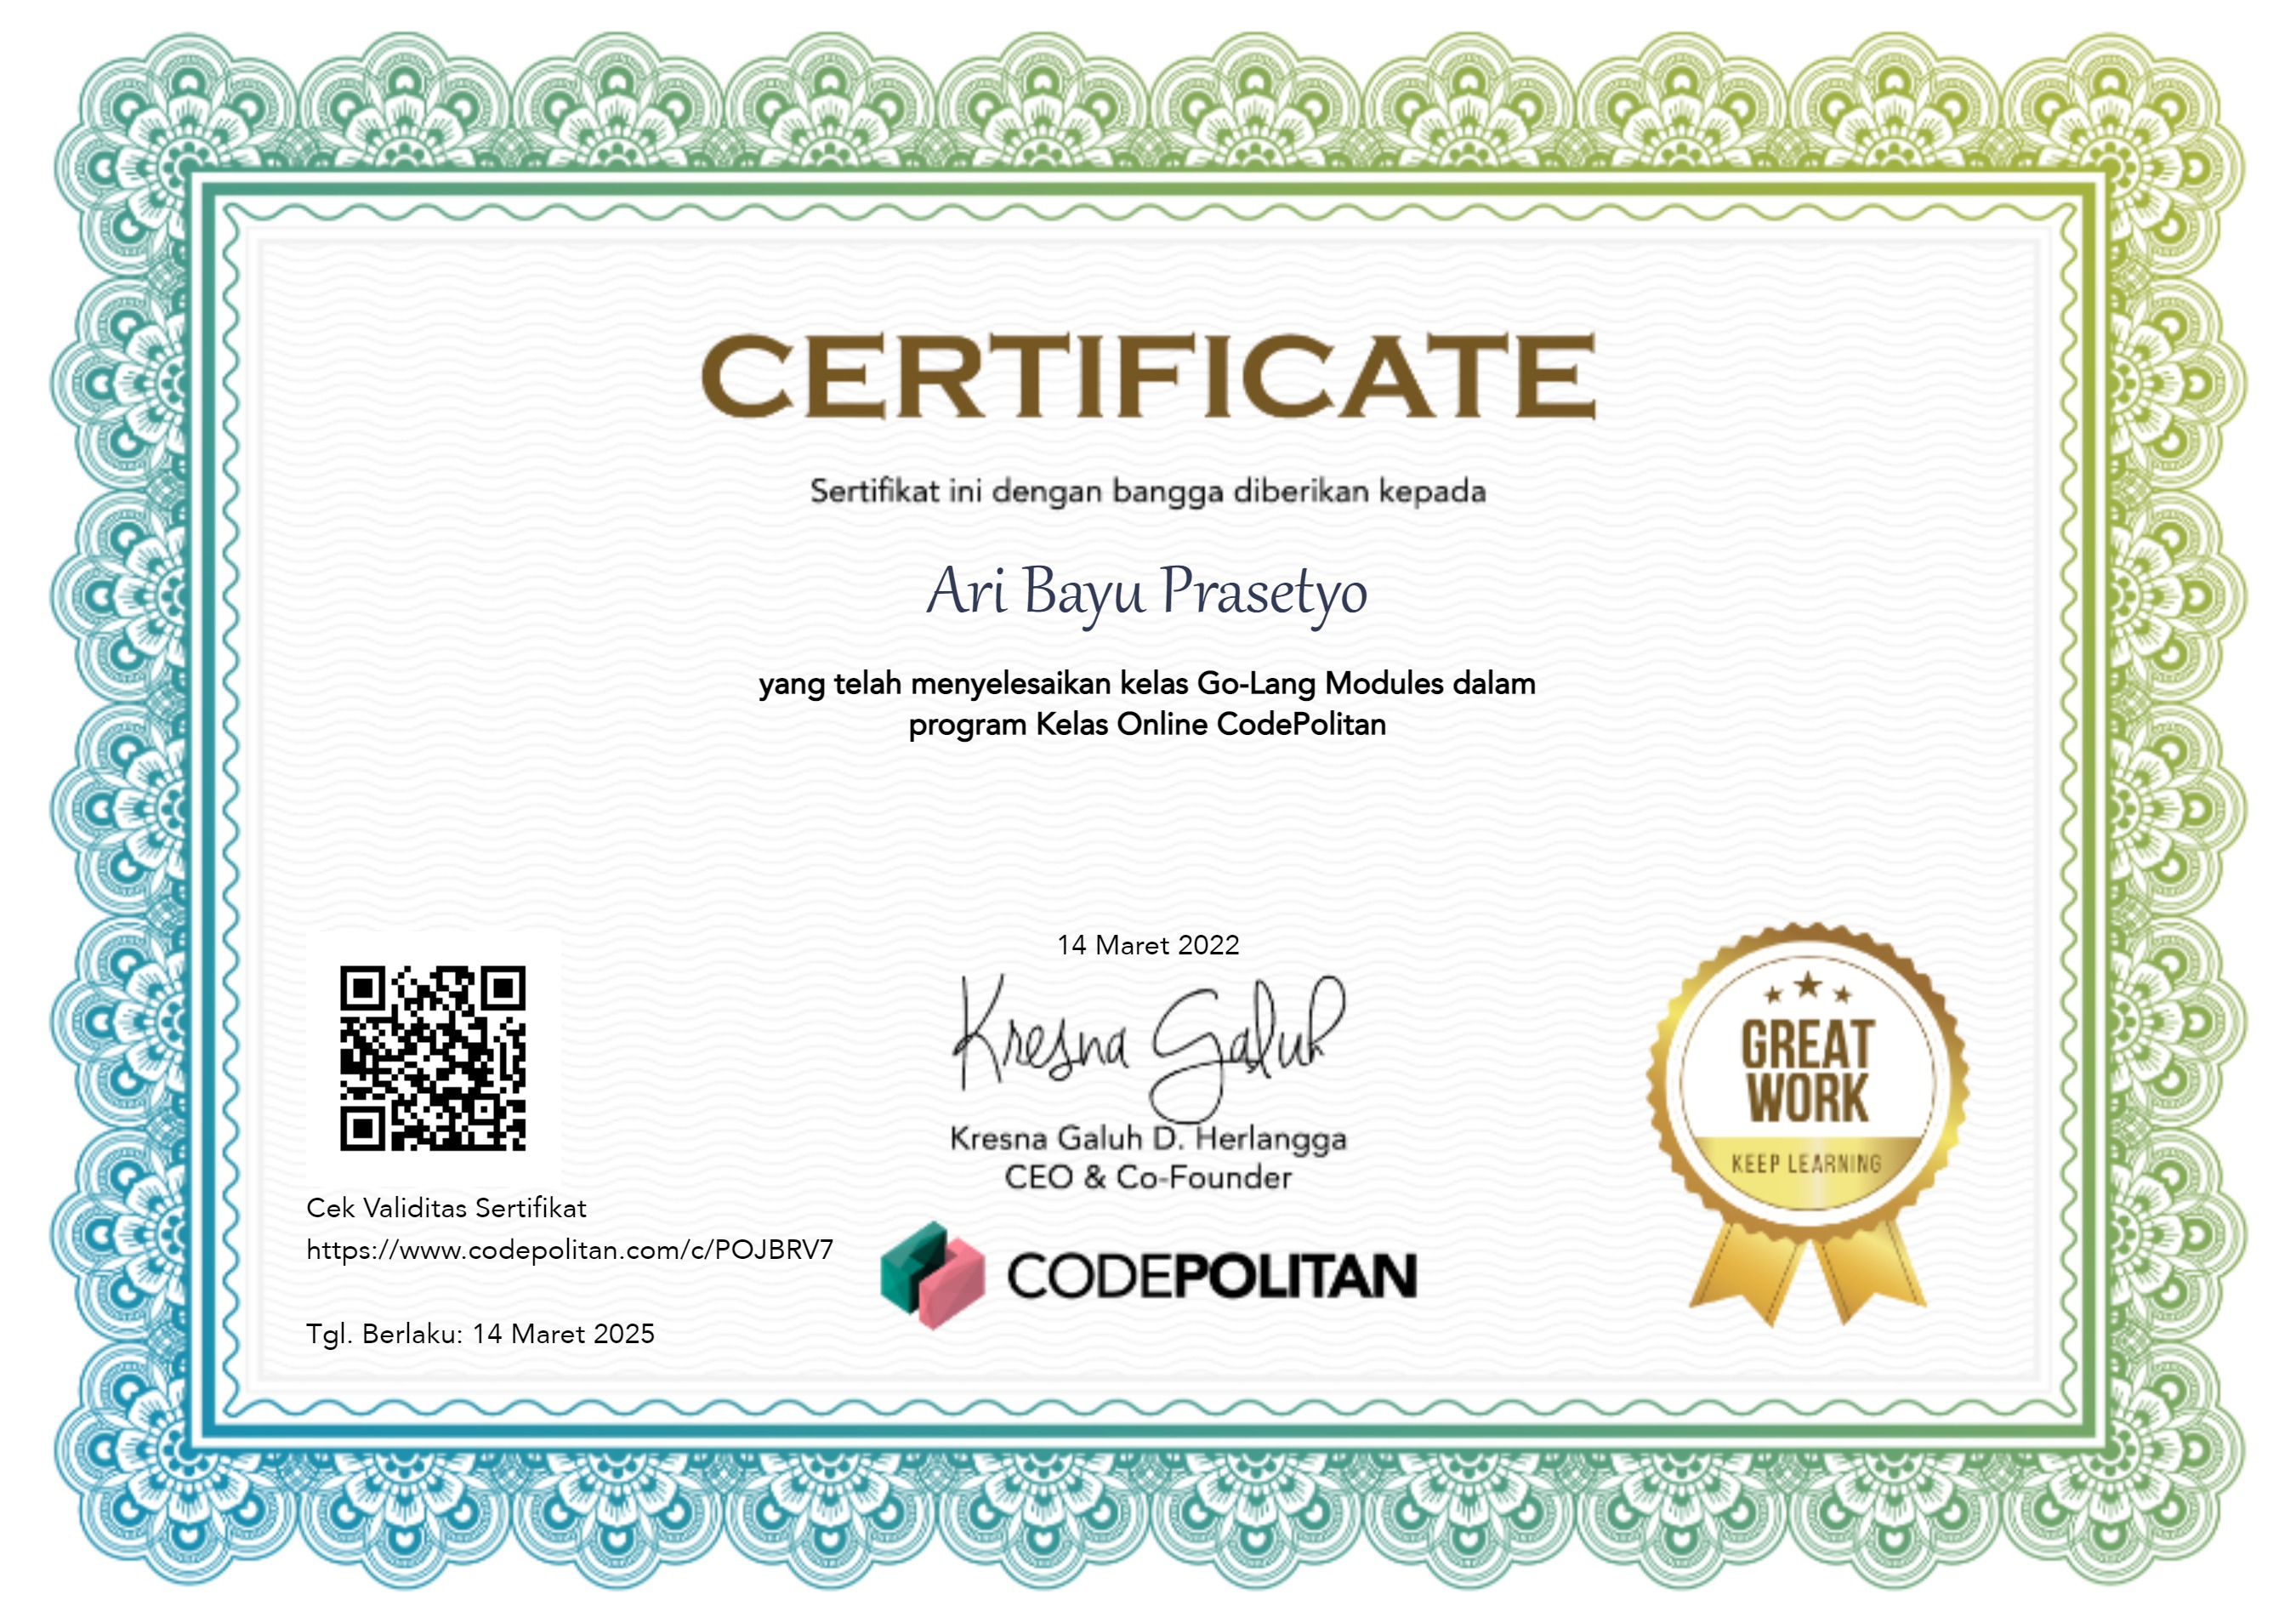 CERTIFICATE
Sertifikat ini dengan bangga diberikan kepada
Ari Bayu Prasetyo
yang telah menyelesaikan kelas Go-Lang Modules dalam
program Kelas Online CodePolitan
14 Maret 2022
Kresna Galuh
Kresna Galuh D. Herlangga
CEO & Co-Founder
CODEPOLITAN
Cek Validitas Sertifikat
https://www.codepolitan.com/c/POJBRV7
Tgl. Berlaku: 14 Maret 2025
GREAT
WORK
KEEP LEARNING